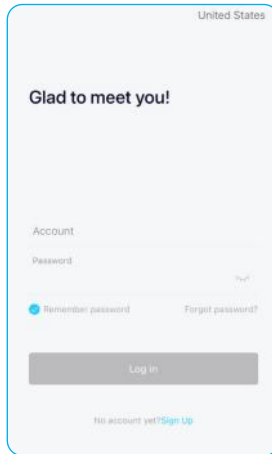 United States
Glad to meet you!
Account
Password
Remember password
Forgot password?
Log in
No account yet?Sign Up